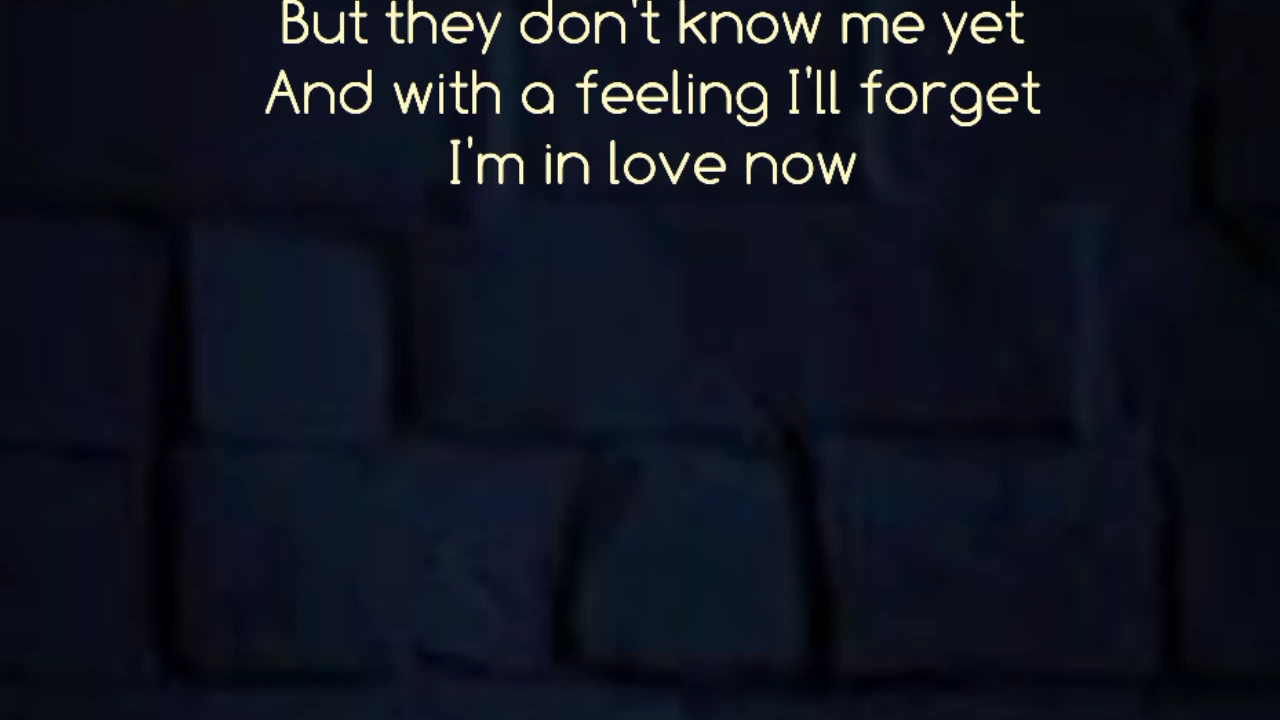 But they don't know me yet
And with a feeling I'll forget
I'm in love now